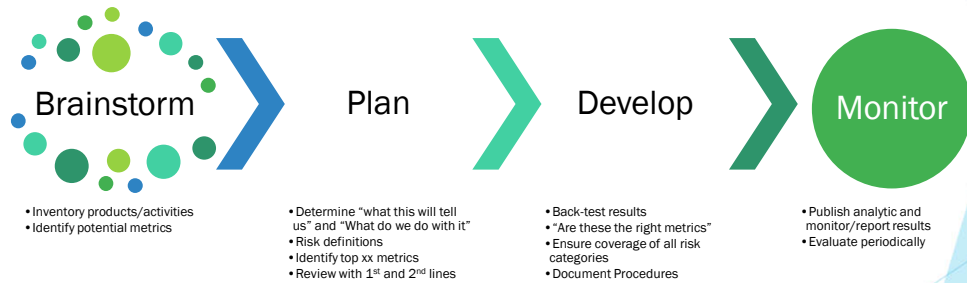 Brainstorm
Plan
Develop
Monitor
• Inventory products/activities
• Identify potential metrics
• Determine “what this will tell
us” and “What do we do with it”
• Risk definitions
• Identify top xx metrics
• Review with 1st and 2nd lines
• Back-test results
• “Are these the right metrics”
• Ensure coverage of all risk
categories
• Document Procedures
• Publish analytic and
monitor/report results
• Evaluate periodically